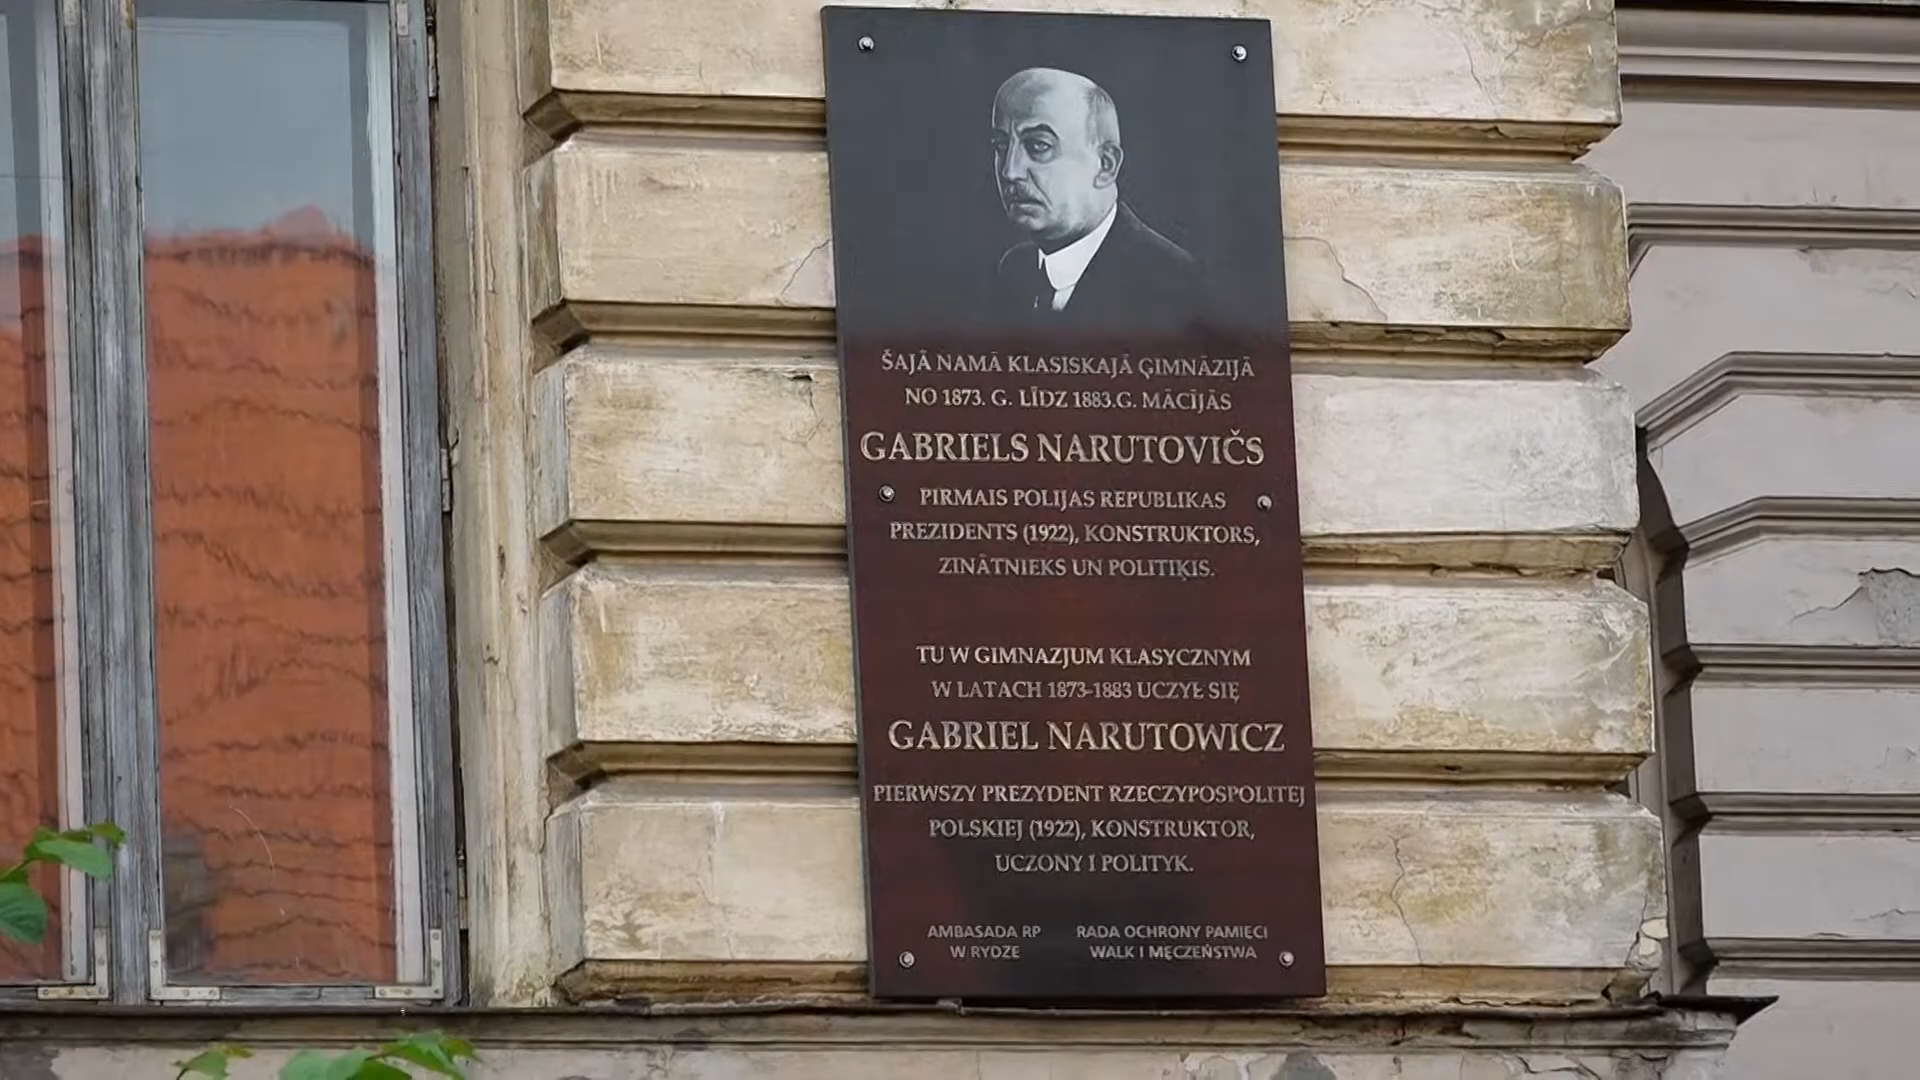 ŠAJĀ NAMĀ KLASISKAJĀ ĢIMNĀZIJĀ
NO 1873. G. LĪDZ 1883.G. MĀCĪJĀS
GABRIELS NARUTOVIČS
PIRMAIS POLIJAS REPUBLIKAS
PREZIDENTS (1922), KONSTRUKTORS,
ZINĀTNIEKS UN POLITIĶIS.
TU W GIMNAZJUM KLASYCZNYM
W LATACH 1873-1883 UCZYŁ SIĘ
GABRIEL NARUTOWICZ
PIERWSZY PREZYDENT RZECZYPOSPOLITEJ
POLSKIEJ (1922), KONSTRUKTOR,
UCZONY I POLITYK.
AMBASADA RP
W RYDZE
RADA OCHRONY PAMIĘCI
WALK I MĘCZEŃSTWA